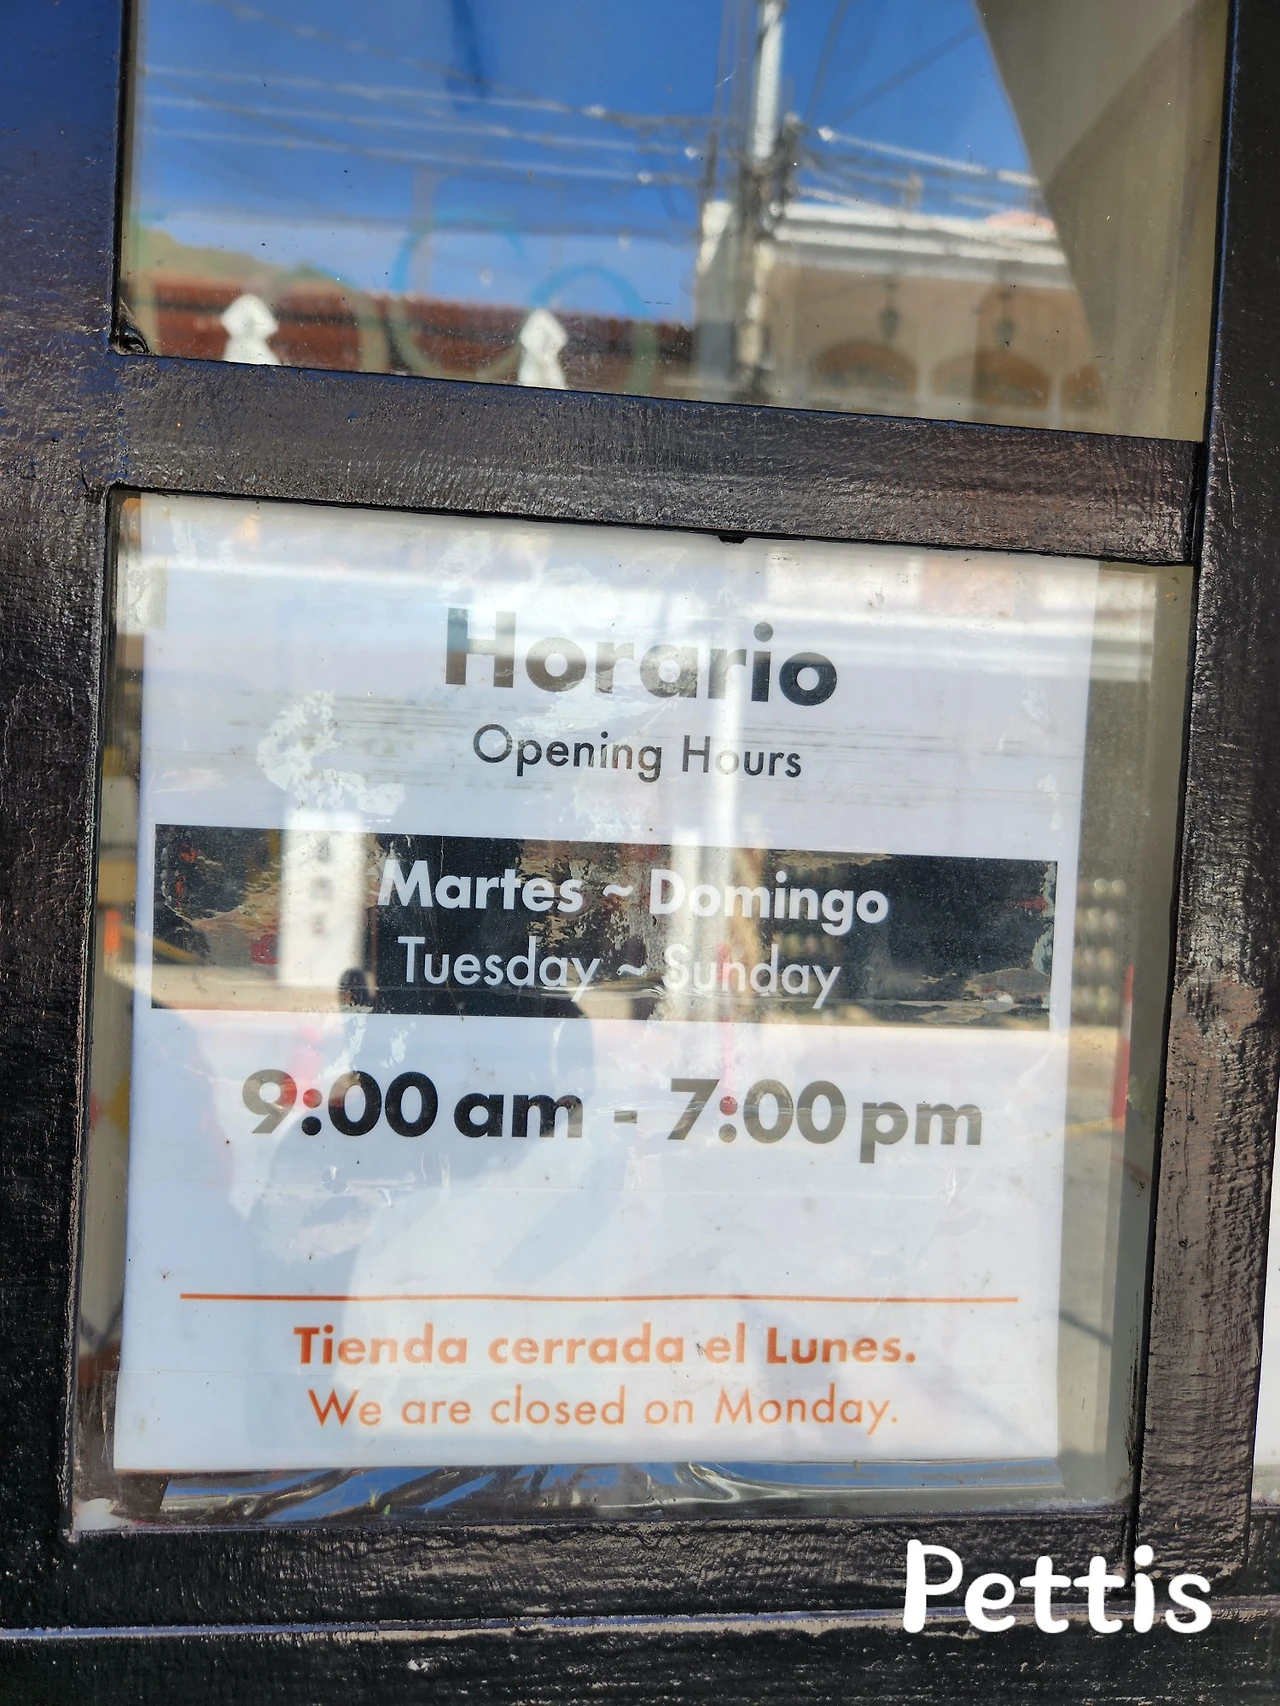 Horario
Opening Hours
Martes ~ Domingo
Tuesday ~ Sunday
9:00 am - 7:00 pm
Tienda cerrada el Lunes.
We are closed on Monday.
Pettis